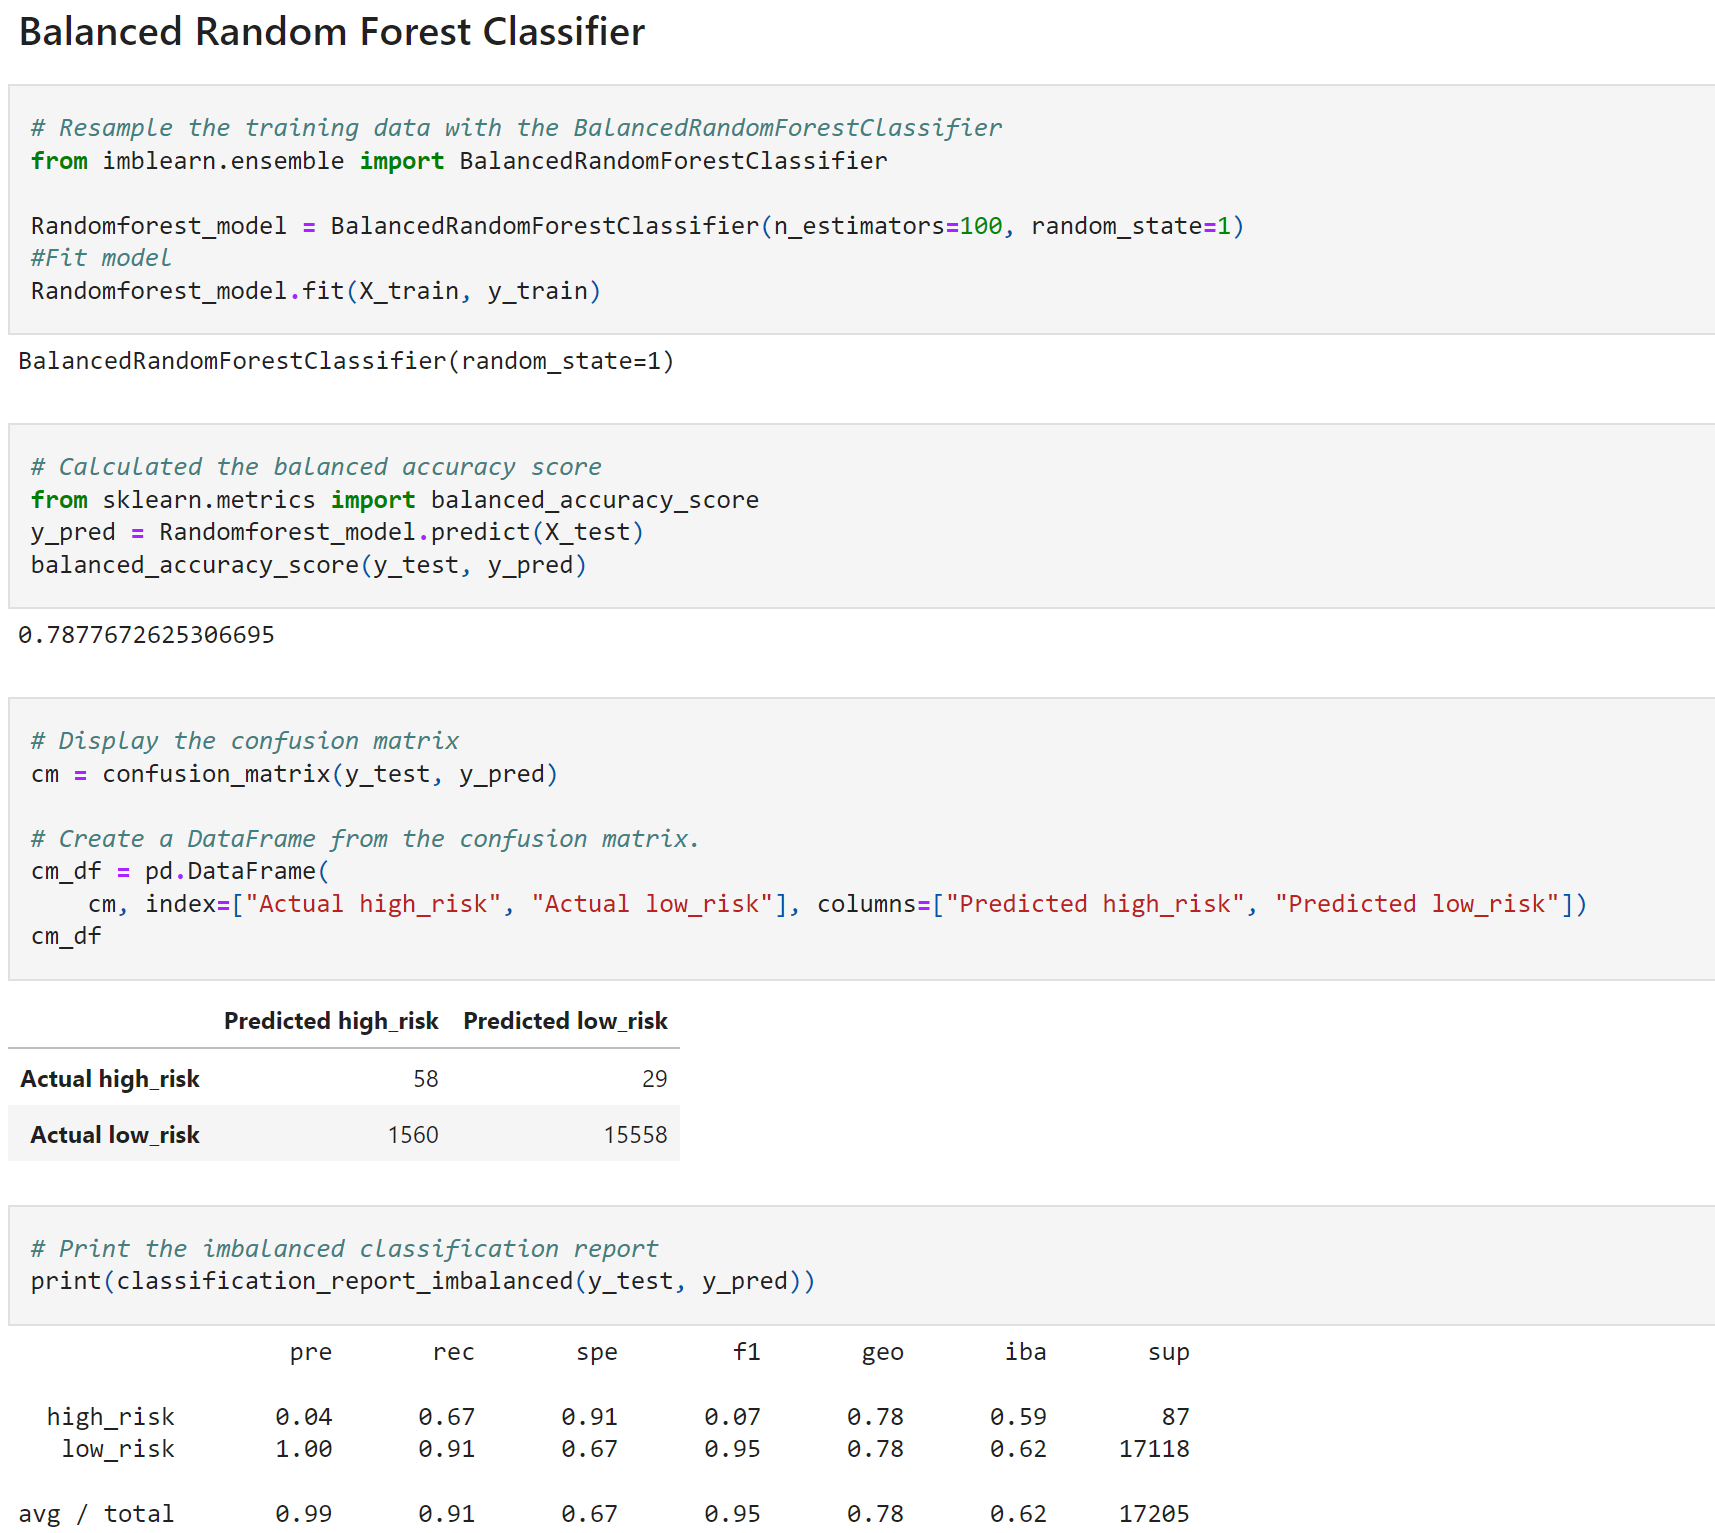 Balanced Random Forest Classifier
# Resample the training data with the BalancedRandomForestClassifier
from imblearn.ensemble import BalancedRandomForestClassifier
Randomforest_model = BalancedRandomForestClassifier(n_estimators=100, random_state=1)
#Fit model
Randomforest_model.fit(X_train, y_train)
BalancedRandomForestClassifier(random_state=1)
# Calculated the balanced accuracy score
from sklearn.metrics import balanced_accuracy_score
y_pred = Randomforest_model.predict(X_test)
balanced_accuracy_score(y_test, y_pred)
0.7877672625306695
# Display the confusion matrix
cm = confusion_matrix(y_test, y_pred)
# Create a DataFrame from the confusion matrix.
cm_df = pd.DataFrame(
    cm, index=["Actual high_risk", "Actual low_risk"], columns=["Predicted high_risk", "Predicted low_risk"])
cm_df
Predicted high_risk Predicted low_risk
Actual high_risk 58 29
Actual low_risk 1560 15558
# Print the imbalanced classification report
print(classification_report_imbalanced(y_test, y_pred))
pre rec spe f1 geo iba sup
high_risk 0.04 0.67 0.91 0.07 0.78 0.59 87
low_risk 1.00 0.91 0.67 0.95 0.78 0.62 17118
avg / total 0.99 0.91 0.67 0.95 0.78 0.62 17205